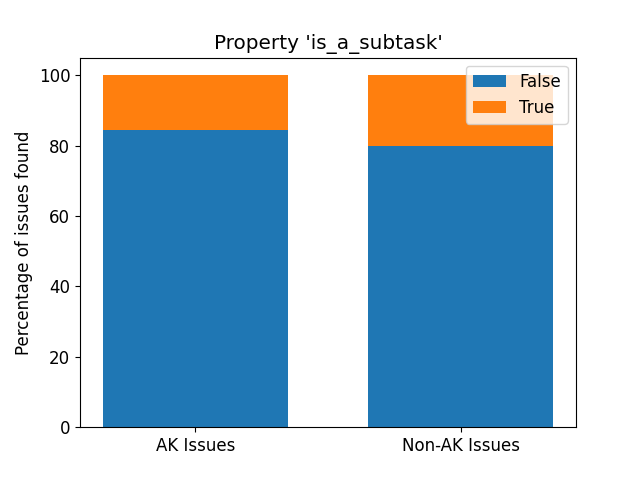 Property 'is_a_subtask'
False
True
Percentage of issues found
100
80
60
40
20
0
AK Issues
Non-AK Issues